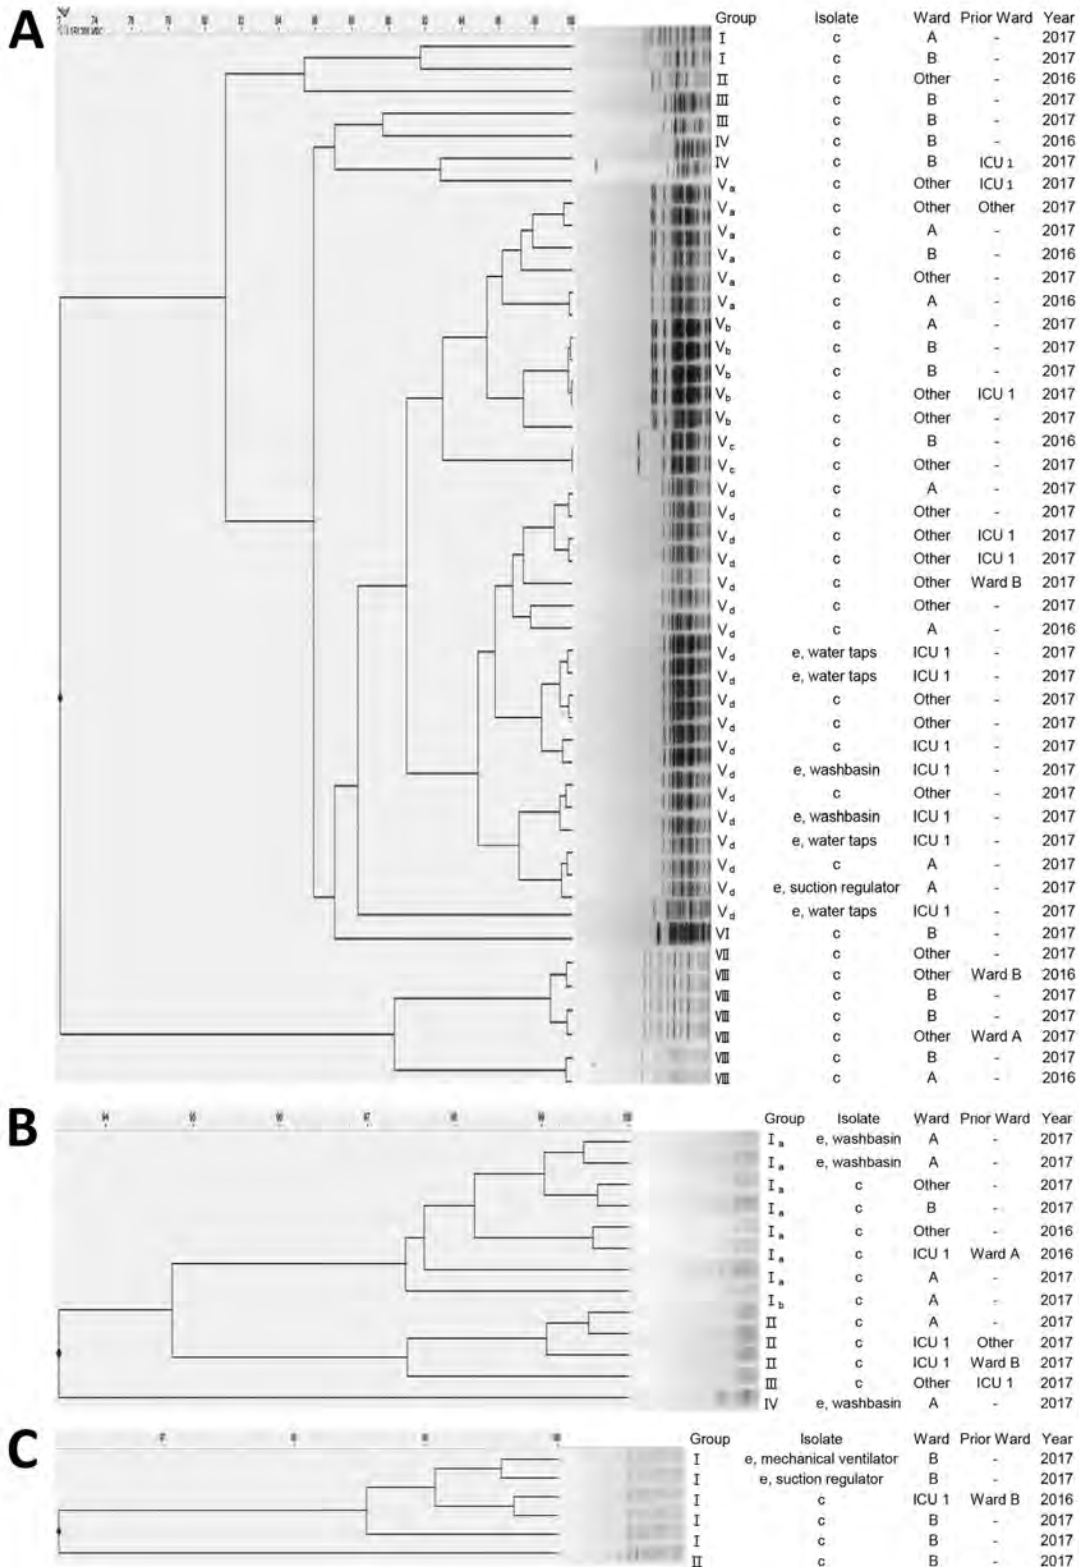 A
Group Isolate Ward Prior Ward Year
I c A - 2017
I c B - 2017
II c Other - 2016
III c B - 2017
III c B - 2017
IV c B - 2016
IV c B ICU 1 2017
Va c Other ICU 1 2017
Va c Other Other 2017
Va c A - 2017
Va c B - 2016
Va c Other - 2017
Va c A - 2016
Vb c A - 2017
Vb c B - 2017
Vb c B - 2017
Vb c Other ICU 1 2017
Vb c Other - 2017
Vc c B - 2016
Vc c Other - 2017
Vd c A - 2017
Vd c Other - 2017
Vd c Other ICU 1 2017
Vd c Other ICU 1 2017
Vd c Other Ward B 2017
Vd c Other - 2017
Vd c A - 2016
Vd e, water taps ICU 1 - 2017
Vd e, water taps ICU 1 - 2017
Vd c Other - 2017
Vd c Other - 2017
Vd c ICU 1 - 2017
Vd e, washbasin ICU 1 - 2017
Vd c Other - 2017
Vd e, washbasin ICU 1 - 2017
Vd e, water taps ICU 1 - 2017
Vd c A - 2017
Vd e, suction regulator A - 2017
Vd e, water taps ICU 1 - 2017
VI c B - 2017
VII c Other - 2017
VIII c Other Ward B 2016
VIII c B - 2017
VIII c B - 2017
VIII c Other Ward A 2017
VIII c B - 2017
VIII c A - 2016
B
94 97 98 99 100
Group Isolate Ward Prior Ward Year
Ia e, washbasin A - 2017
Ia e, washbasin A - 2017
Ia c Other - 2017
Ia c B - 2017
Ia c Other - 2016
Ia c ICU 1 Ward A 2016
Ia c A - 2017
Ib c A - 2017
II c A - 2017
II c ICU 1 Other 2017
II c ICU 1 Ward B 2017
III c Other ICU 1 2017
IV e, washbasin A - 2017
C
Group Isolate Ward Prior Ward Year
I e, mechanical ventilator B - 2017
I e, suction regulator B - 2017
I c ICU 1 Ward B 2016
I c B - 2017
I c B - 2017
II c B - 2017